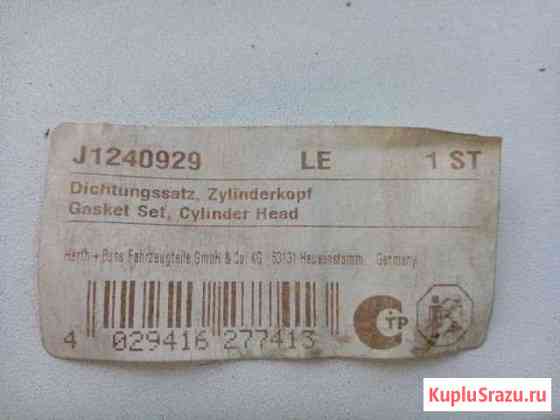 J1240929 LE 1 ST
Dichtungssatz, Zylinderkopf
Gasket Set, Cylinder Head
Herth + Buss Fahrzeugteile GmbH & Co. KG Heusenstamm Germany
4 029416 277413
TP
KupluSrazu.ru